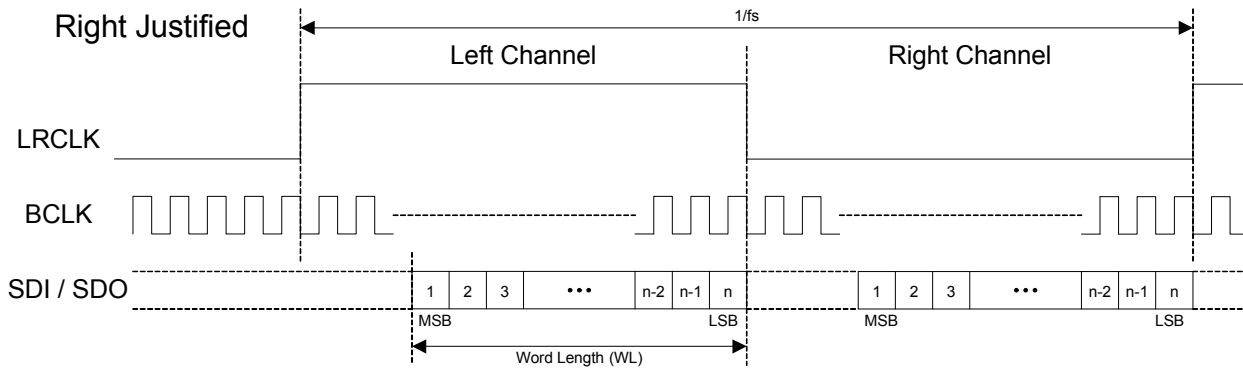 Right Justified
1/fs
Left Channel
Right Channel
LRCLK
BCLK
SDI / SDO
1 2 3 ••• n-2 n-1 n 1 2 3 ••• n-2 n-1 n
MSB LSB MSB LSB
Word Length (WL)